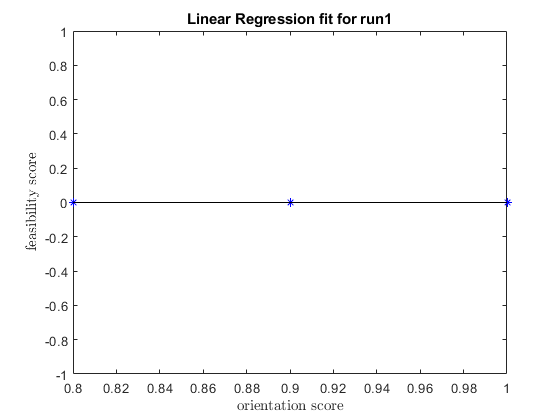 Linear Regression fit for run1
1
0.8
0.6
0.4
0.2
0
-0.2
-0.4
-0.6
-0.8
-1
feasibility score
0.8 0.82 0.84 0.86 0.88 0.9 0.92 0.94 0.96 0.98 1
orientation score